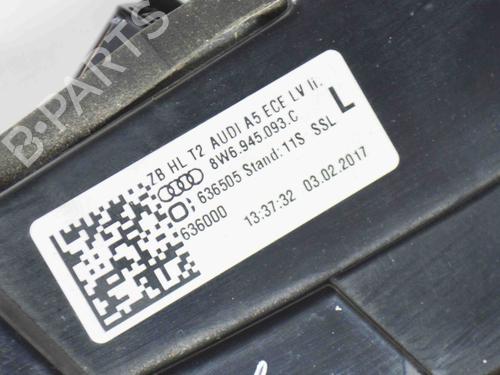 ZB HL T2 AUDI A5 ECE LV li.
8W6.945.093.C
L
636505 Stand: 11S SSL
636000
13:37:32 03.02.2017
B-PARTS